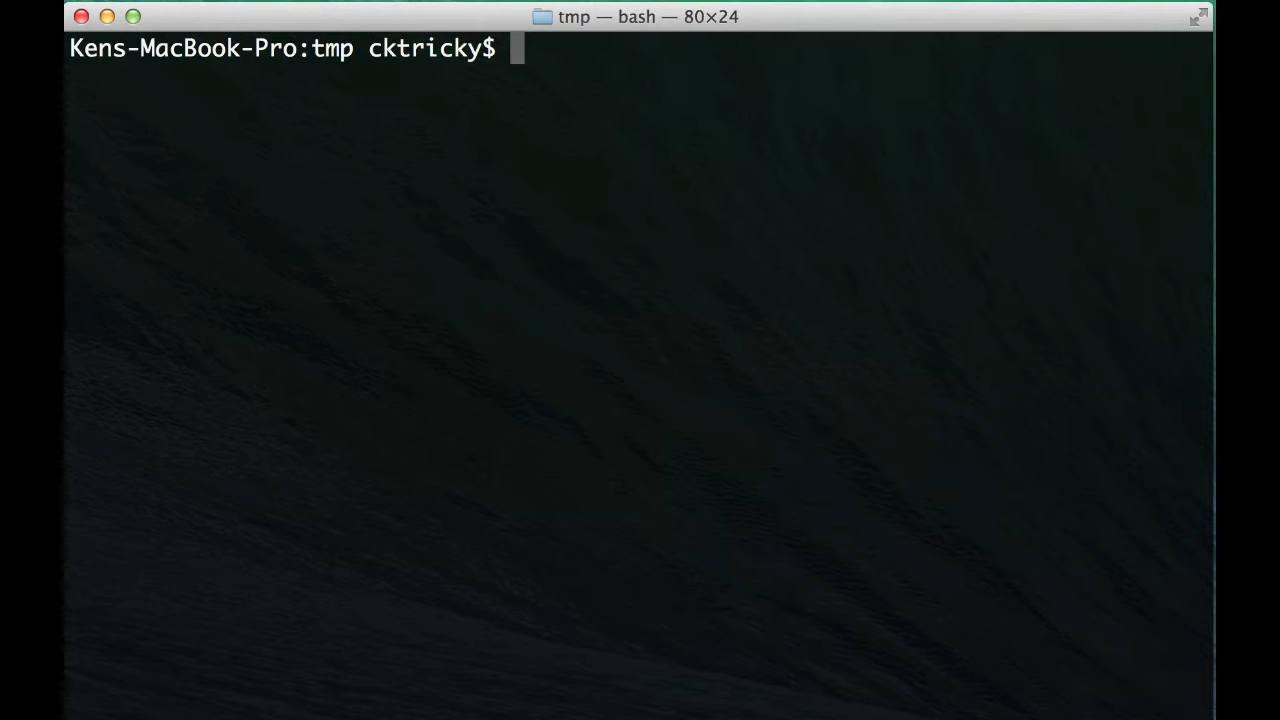 tmp — bash — 80×24
Kens-MacBook-Pro:tmp cktricky$